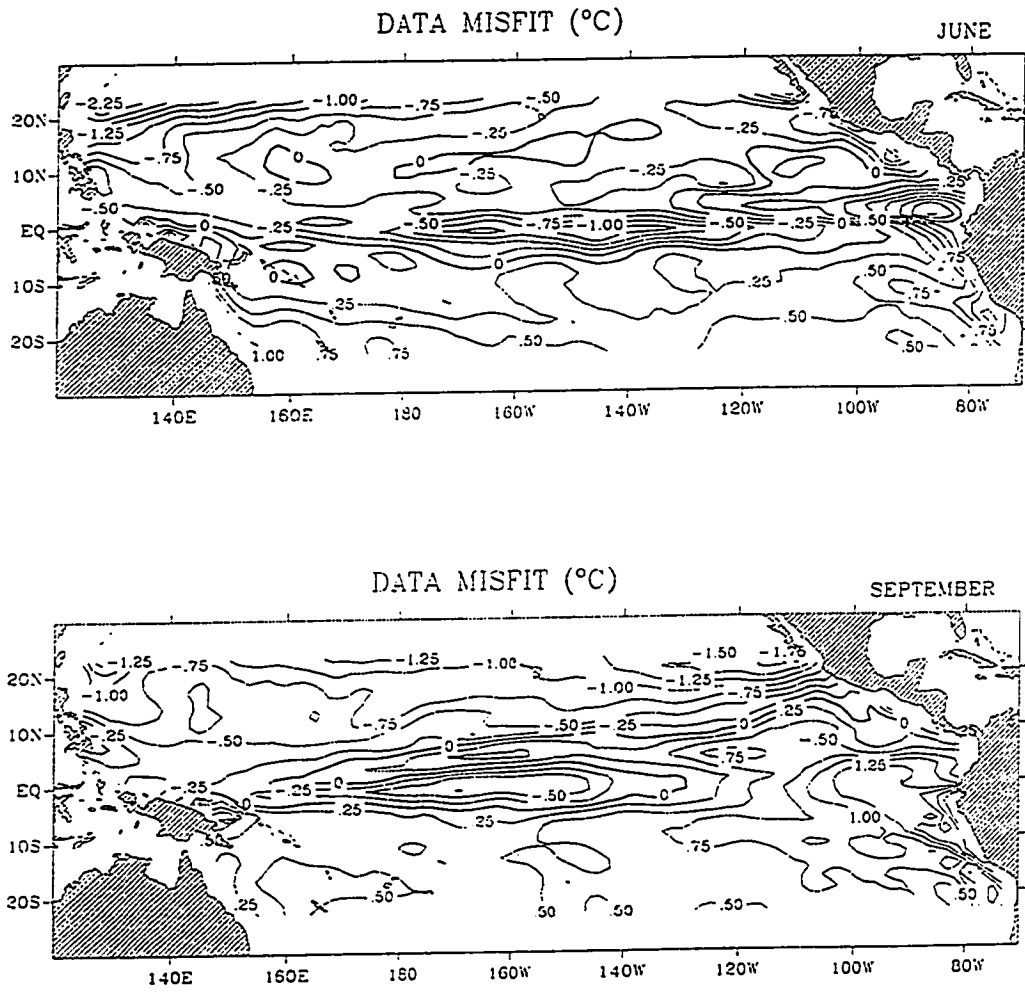 DATA MISFIT (°C)
JUNE
-2.25 -1.00 -.75 -.50
20N
-1.25 -.25 -.25 -.75
-.75 0 0
10N
-.50 -.25 -.25 -.25 0 .25
-.50 0 -.25 -.50 -.75 -1.00 -.50 -.25 0 .50
EQ
0 0 .50 .75
10S
.25 .25 .75
20S
1.00 .75 .75 .50 .50 .50 .75
140E 160E 180 160W 140W 120W 100W 80W
DATA MISFIT (°C)
SEPTEMBER
-1.25 -.75 -1.25 -1.00 -1.50 -1.75
20N
-1.00 -1.00 -1.25
-.75 -.75
10N
-.25 -.50 0 -.50 -.25 0 .25 0
-.50
.75 1.25
EQ
.25 -.25 0 -.50 0
0 .25 .25 1.00
10S
.75
20S
.25 .50 .50 .50 .50 .50 .50
140E 160E 180 160W 140W 120W 100W 80W